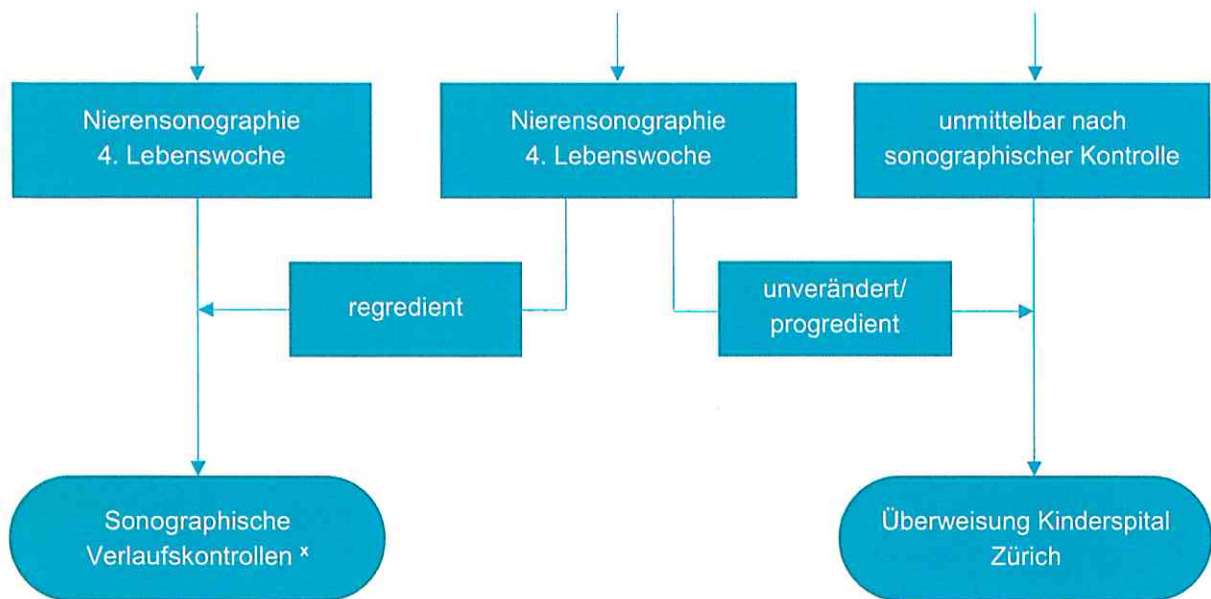 Nierensonographie
4. Lebenswoche
Nierensonographie
4. Lebenswoche
unmittelbar nach
sonographischer Kontrolle
regredient
unverändert/
progredient
Sonographische
Verlaufskontrollen ˣ
Überweisung Kinderspital
Zürich